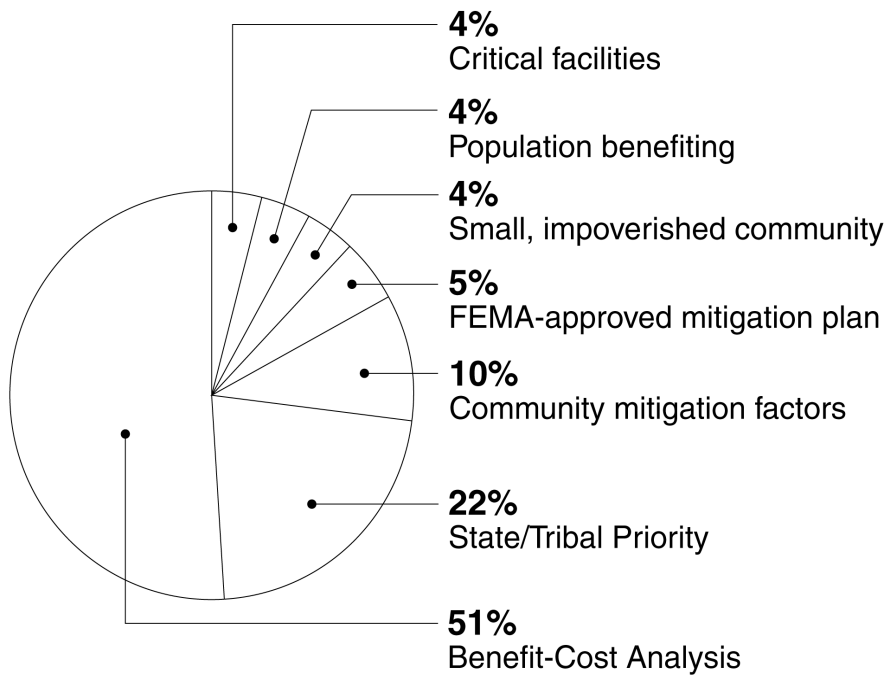 4%
Critical facilities
4%
Population benefiting
4%
Small, impoverished community
5%
FEMA-approved mitigation plan
10%
Community mitigation factors
22%
State/Tribal Priority
51%
Benefit-Cost Analysis